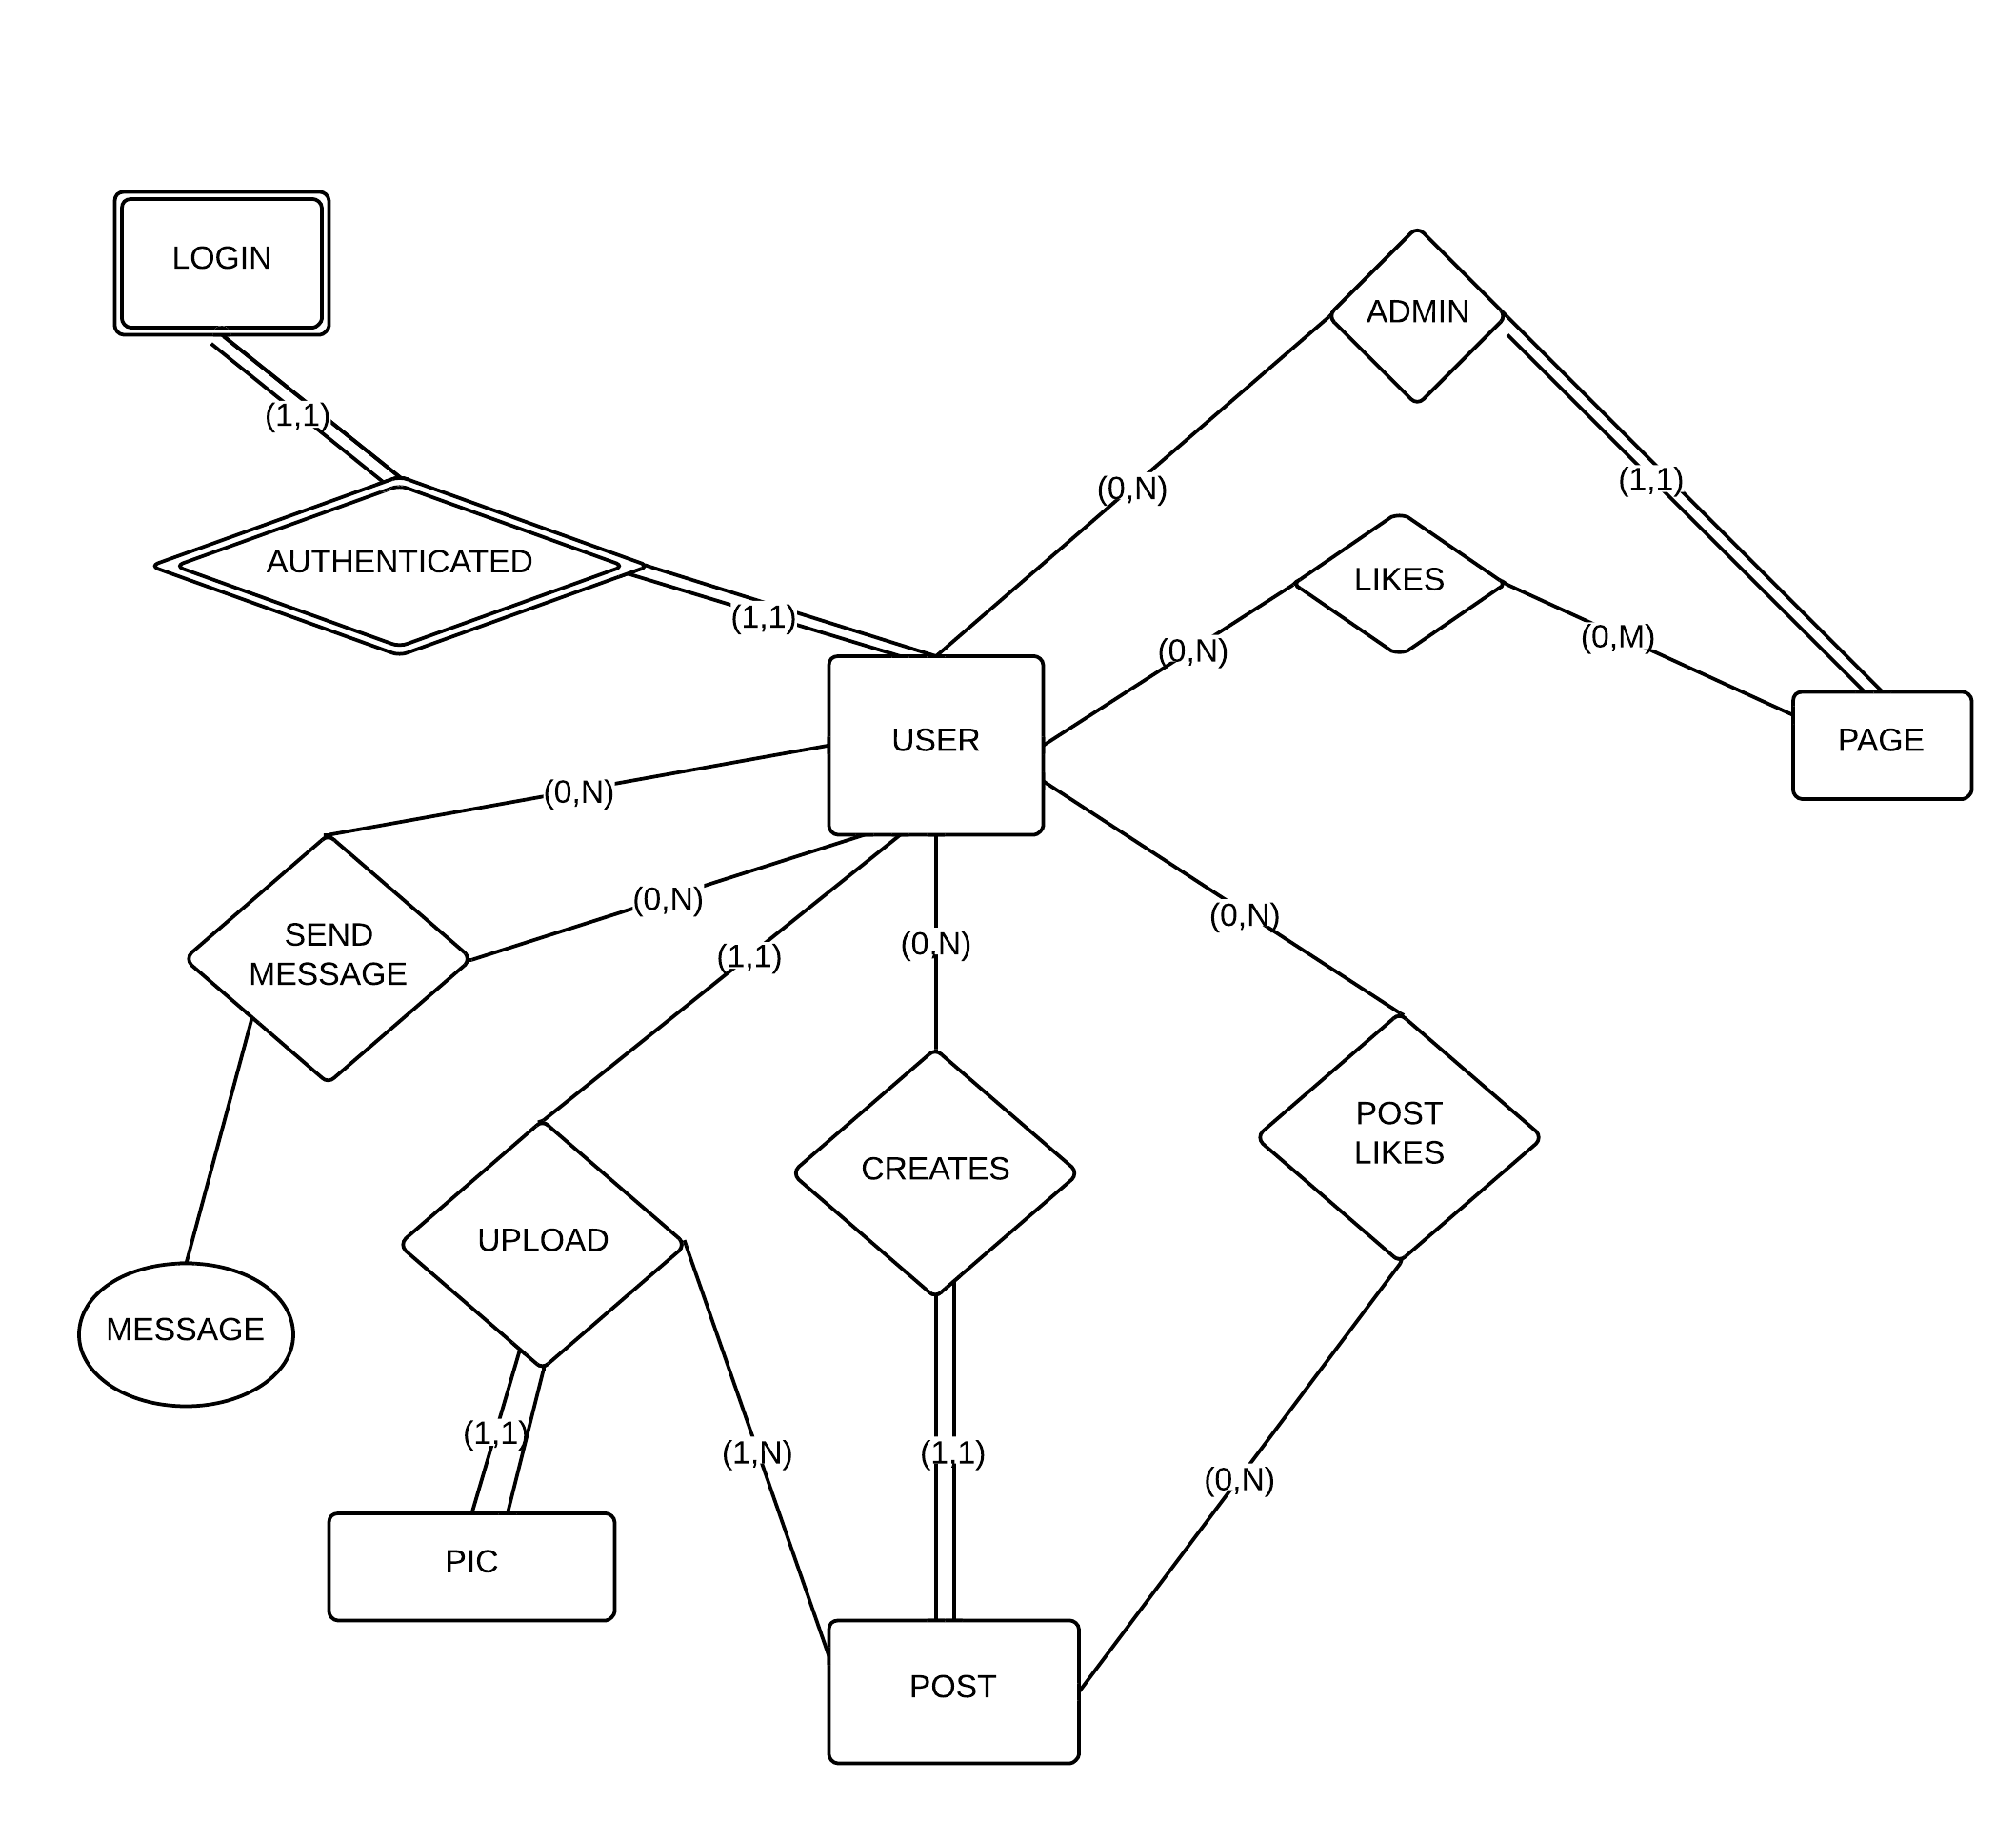 LOGIN
ADMIN
(1,1)
(0,N)
(1,1)
AUTHENTICATED
LIKES
(1,1)
(0,N)
(0,M)
USER
PAGE
(0,N)
(0,N)
(0,N)
SEND
MESSAGE
(1,1)
(0,N)
POST
LIKES
CREATES
UPLOAD
MESSAGE
(1,1)
(1,N)
(1,1)
(0,N)
PIC
POST